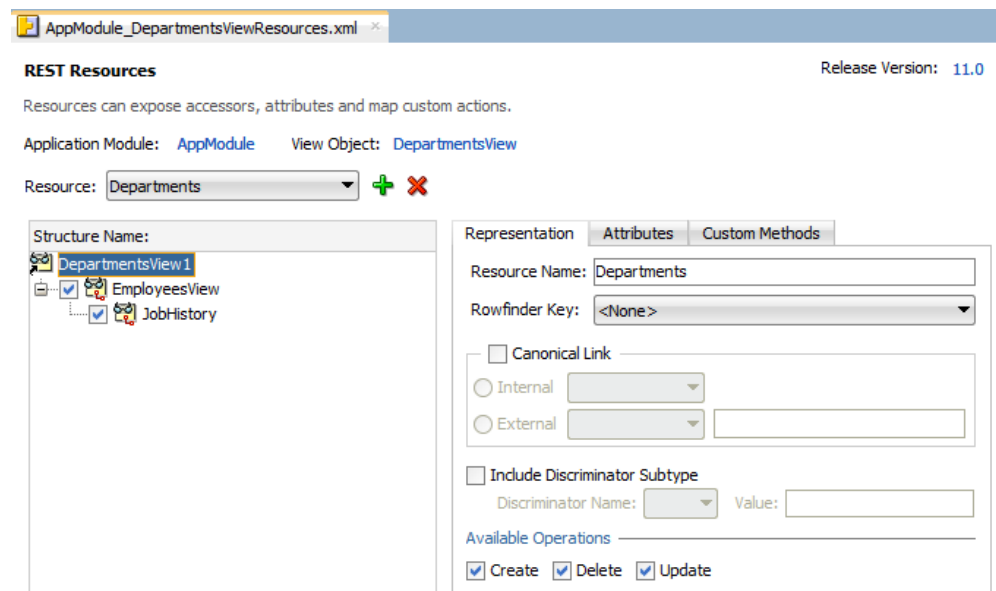 AppModule_DepartmentsViewResources.xml
REST Resources
Release Version: 11.0
Resources can expose accessors, attributes and map custom actions.
Application Module: AppModule View Object: DepartmentsView
Resource: Departments
Structure Name:
DepartmentsView1
EmployeesView
JobHistory
Representation Attributes Custom Methods
Resource Name: Departments
Rowfinder Key: <None>
Canonical Link
Internal
External
Include Discriminator Subtype
Discriminator Name: Value:
Available Operations
Create Delete Update